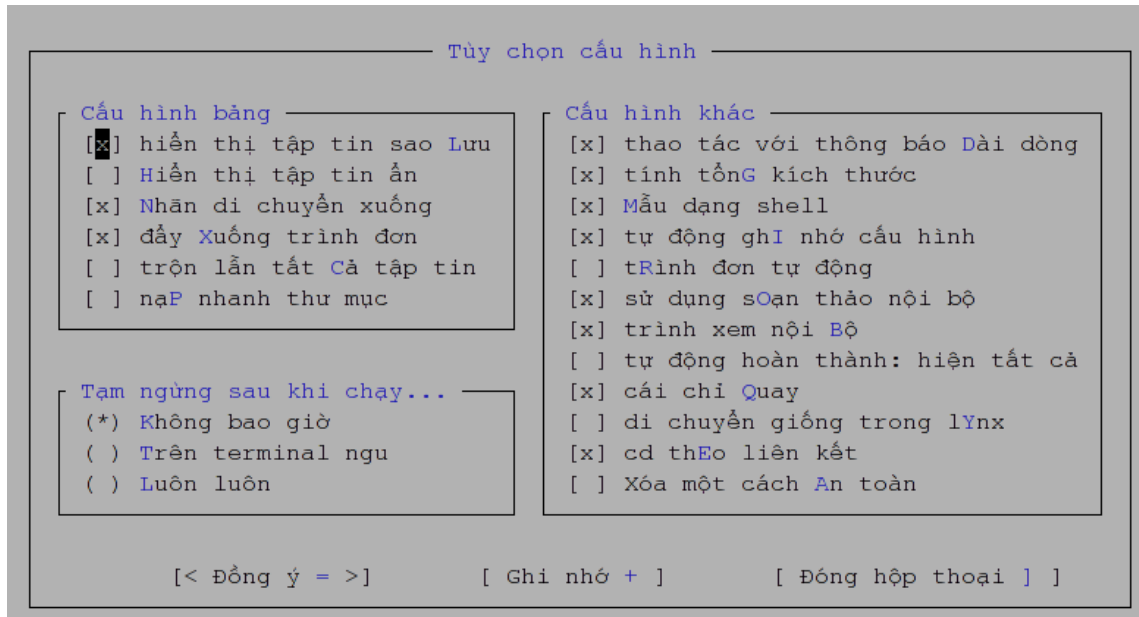 Tùy chọn cấu hình
Cấu hình bảng
[x] hiển thị tập tin sao Lưu
[ ] Hiển thị tập tin ẩn
[x] Nhãn di chuyển xuống
[x] đẩy Xuống trình đơn
[ ] trộn lẫn tất Cả tập tin
[ ] nạP nhanh thư mục
Tạm ngừng sau khi chạy...
(*) Không bao giờ
( ) Trên terminal ngu
( ) Luôn luôn
Cấu hình khác
[x] thao tác với thông báo Dài dòng
[x] tính tổnG kích thước
[x] Mẫu dạng shell
[x] tự động ghI nhớ cấu hình
[ ] tRình đơn tự động
[x] sử dụng sOạn thảo nội bộ
[x] trình xem nội Bộ
[ ] tự động hoàn thành: hiện tất cả
[x] cái chỉ Quay
[ ] di chuyển giống trong lYnx
[x] cd thEo liên kết
[ ] Xóa một cách An toàn
[< Đồng ý = >] [ Ghi nhớ + ] [ Đóng hộp thoại ] ]